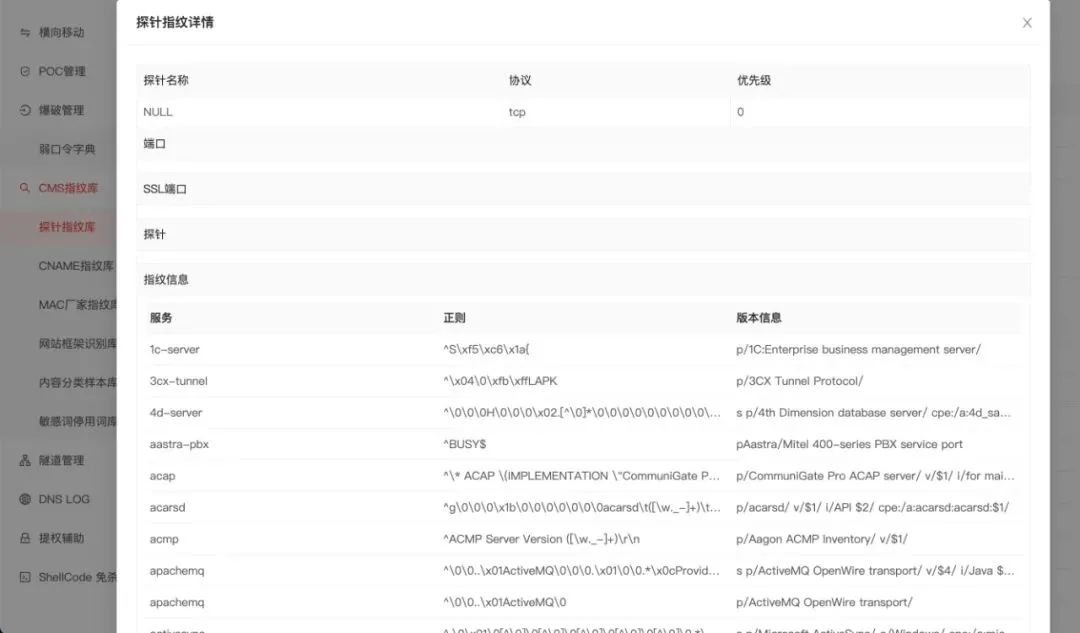 探针指纹详情
横向移动
POC管理
爆破管理
弱口令字典
CMS指纹库
探针指纹库
CNAME指纹库
MAC厂家指纹库
网站框架识别库
内容分类样本库
敏感词停用词库
隧道管理
DNS LOG
提权辅助
ShellCode 免杀
探针名称 协议 优先级
NULL tcp 0
端口
SSL端口
探针
指纹信息
服务 正则 版本信息
1c-server ^S\xf5\xc6\x1a{ p/1C:Enterprise business management server/
3cx-tunnel ^\x04\0\xfb\xffLAPK p/3CX Tunnel Protocol/
4d-server ^\0\0\0H\0\0\0\x02.[^\0]*\0\0\0\0\0\0\0\0\0\... s p/4th Dimension database server/ cpe:/a:4d_sa...
aastra-pbx ^BUSY$ pAastra/Mitel 400-series PBX service port
acap ^\* ACAP \(IMPLEMENTATION \"CommuniGate P... p/CommuniGate Pro ACAP server/ v/$1/ i/for mai...
acarsd ^g\0\0\0\x1b\0\0\0\0\0\0\0acarsd\t([\w._-]+)\t... p/acarsd/ v/$1/ i/API $2/ cpe:/a:acarsd:acarsd:$1/
acmp ^ACMP Server Version ([\w._-]+)\r\n p/Aagon ACMP Inventory/ v/$1/
apachemq ^\0\0..\x01ActiveMQ\0\0\0.\x01\0\0.*\x0cProvid... s p/ActiveMQ OpenWire transport/ v/$4/ i/Java $...
apachemq ^\0\0..\x01ActiveMQ\0 p/ActiveMQ OpenWire transport/